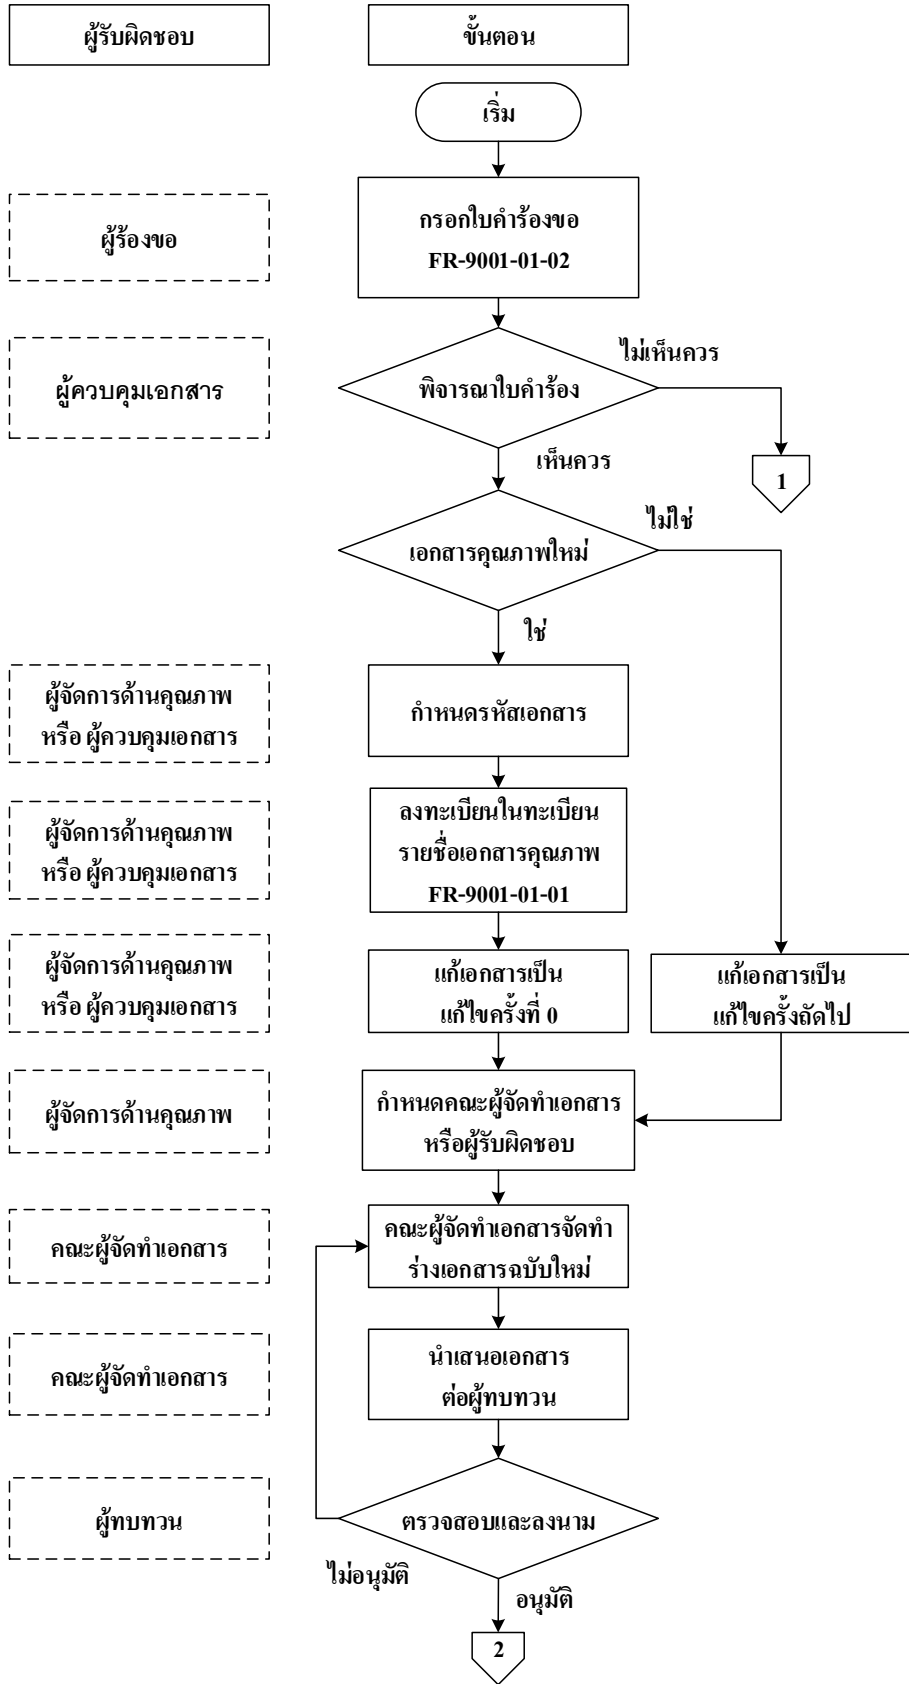 ผู้รับผิดชอบ
ขั้นตอน
เริ่ม
ผู้ร้องขอ
กรอกใบคำร้องขอ
FR-9001-01-02
ผู้ควบคุมเอกสาร
พิจารณาใบคำร้อง
ไม่เห็นควร
เห็นควร
1
เอกสารคุณภาพใหม่
ไม่ใช่
ใช่
ผู้จัดการด้านคุณภาพ
หรือ ผู้ควบคุมเอกสาร
กำหนดรหัสเอกสาร
ผู้จัดการด้านคุณภาพ
หรือ ผู้ควบคุมเอกสาร
ลงทะเบียนในทะเบียน
รายชื่อเอกสารคุณภาพ
FR-9001-01-01
ผู้จัดการด้านคุณภาพ
หรือ ผู้ควบคุมเอกสาร
แก้เอกสารเป็น
แก้ไขครั้งที่ 0
แก้เอกสารเป็น
แก้ไขครั้งถัดไป
ผู้จัดการด้านคุณภาพ
กำหนดคณะผู้จัดทำเอกสาร
หรือผู้รับผิดชอบ
คณะผู้จัดทำเอกสาร
คณะผู้จัดทำเอกสารจัดทำ
ร่างเอกสารฉบับใหม่
คณะผู้จัดทำเอกสาร
นำเสนอเอกสาร
ต่อผู้ทบทวน
ผู้ทบทวน
ตรวจสอบและลงนาม
ไม่อนุมัติ
อนุมัติ
2